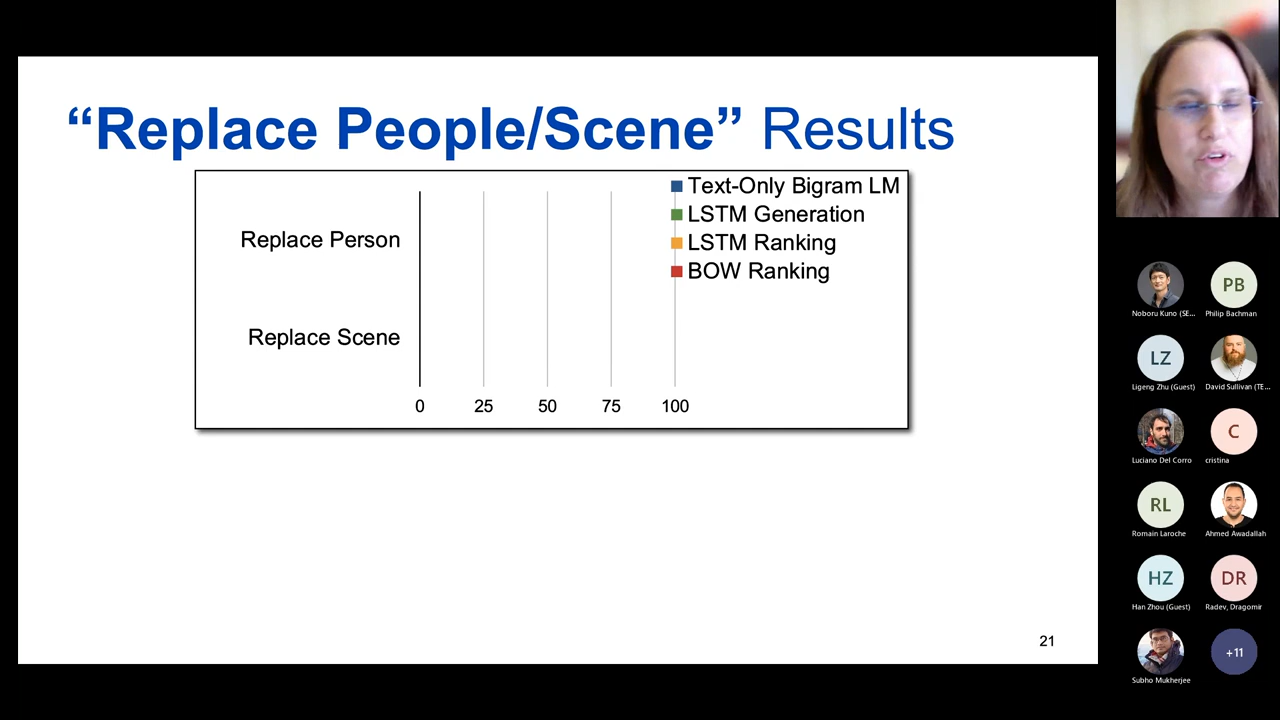 “Replace People/Scene” Results
Text-Only Bigram LM
LSTM Generation
LSTM Ranking
BOW Ranking
Replace Person
Replace Scene
0 25 50 75 100
21
PB
Noboru Kuno (SE...
Philip Bachman
LZ
Ligeng Zhu (Guest)
David Sullivan (TE...
C
Luciano Del Corro
cristina
RL
Romain Laroche
Ahmed Awadallah
HZ
DR
Han Zhou (Guest)
Radev, Dragomir
+11
Subho Mukherjee